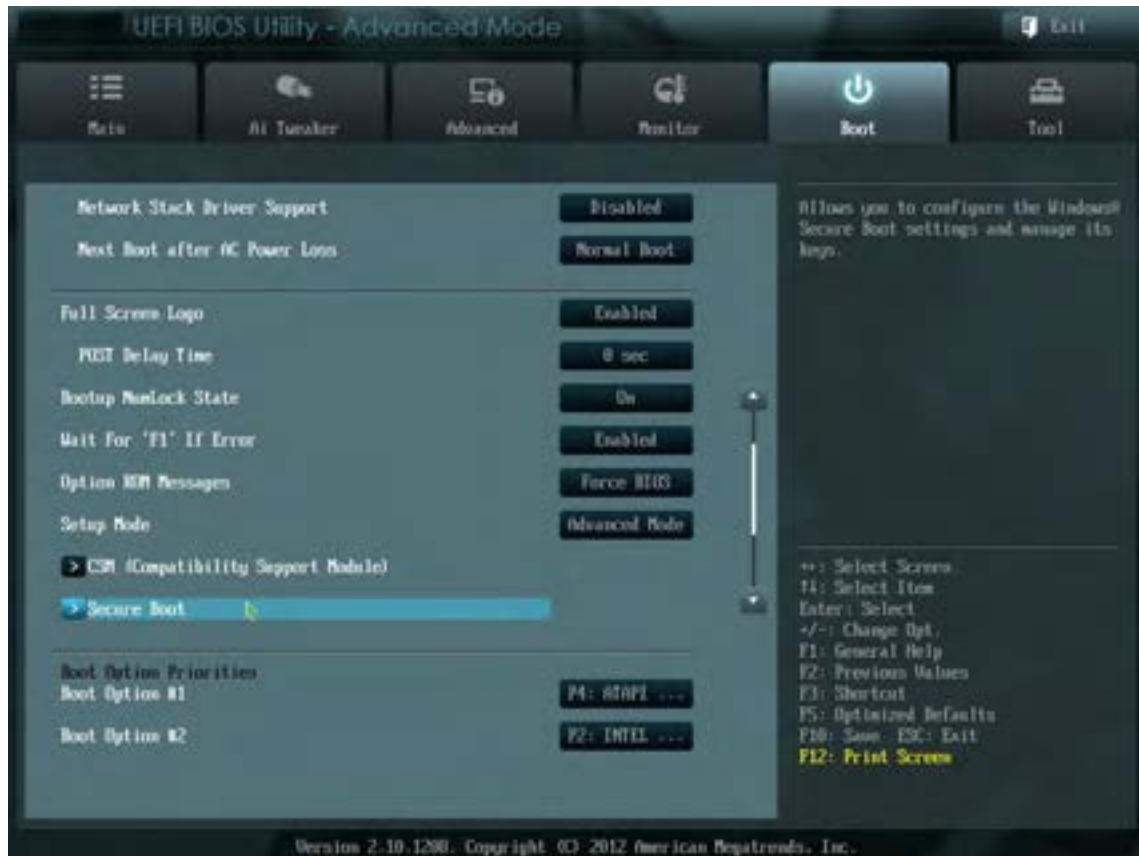 UEFI BIOS Utility - Advanced Mode
Exit
Main
Ai Tweaker
Advanced
Monitor
Boot
Tool
Network Stack Driver Support
Disabled
Next Boot after AC Power Loss
Normal Boot
Full Screen Logo
Enabled
POST Delay Time
0 sec
Bootup NumLock State
On
Wait For 'F1' If Error
Enabled
Option ROM Messages
Force BIOS
Setup Mode
Advanced Mode
> CSM (Compatibility Support Module)
> Secure Boot
Boot Option Priorities
Boot Option #1
P4: ATAPI ...
Boot Option #2
P2: INTEL ...
Allows you to configure the Windows®
Secure Boot settings and manage its
keys.
→←: Select Screen
↑↓: Select Item
Enter: Select
+/-: Change Opt.
F1: General Help
F2: Previous Values
F3: Shortcut
F5: Optimized Defaults
F10: Save ESC: Exit
F12: Print Screen
Version 2.10.1208. Copyright (C) 2012 American Megatrends, Inc.